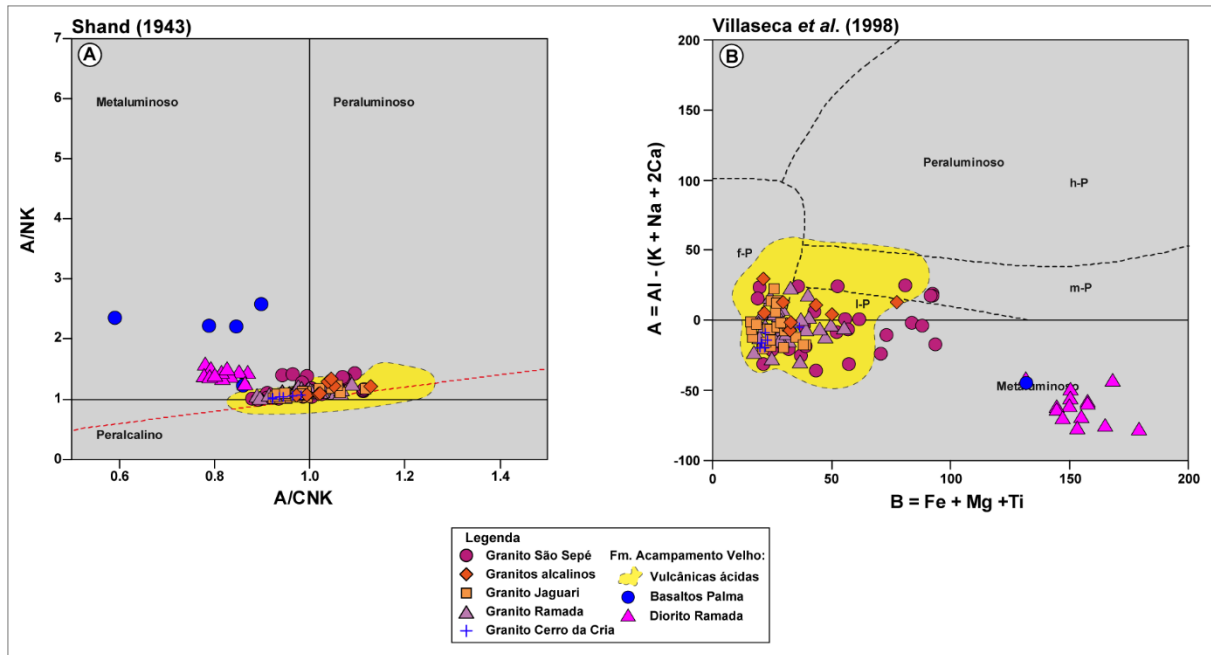 Shand (1943)
A
7
6
5
4
3
2
1
0
A/NK
Metaluminoso
Peraluminoso
Peralcalino
0.6
0.8
1.0
1.2
1.4
A/CNK
Villaseca et al. (1998)
B
200
150
100
50
0
-50
-100
A = Al - (K + Na + 2Ca)
Peraluminoso
h-P
f-P
m-P
l-P
Metaluminoso
0
50
100
150
200
B = Fe + Mg +Ti
Legenda
Granito São Sepé
Granitos alcalinos
Granito Jaguari
Granito Ramada
Granito Cerro da Cria
Fm. Acampamento Velho:
Vulcânicas ácidas
Basaltos Palma
Diorito Ramada